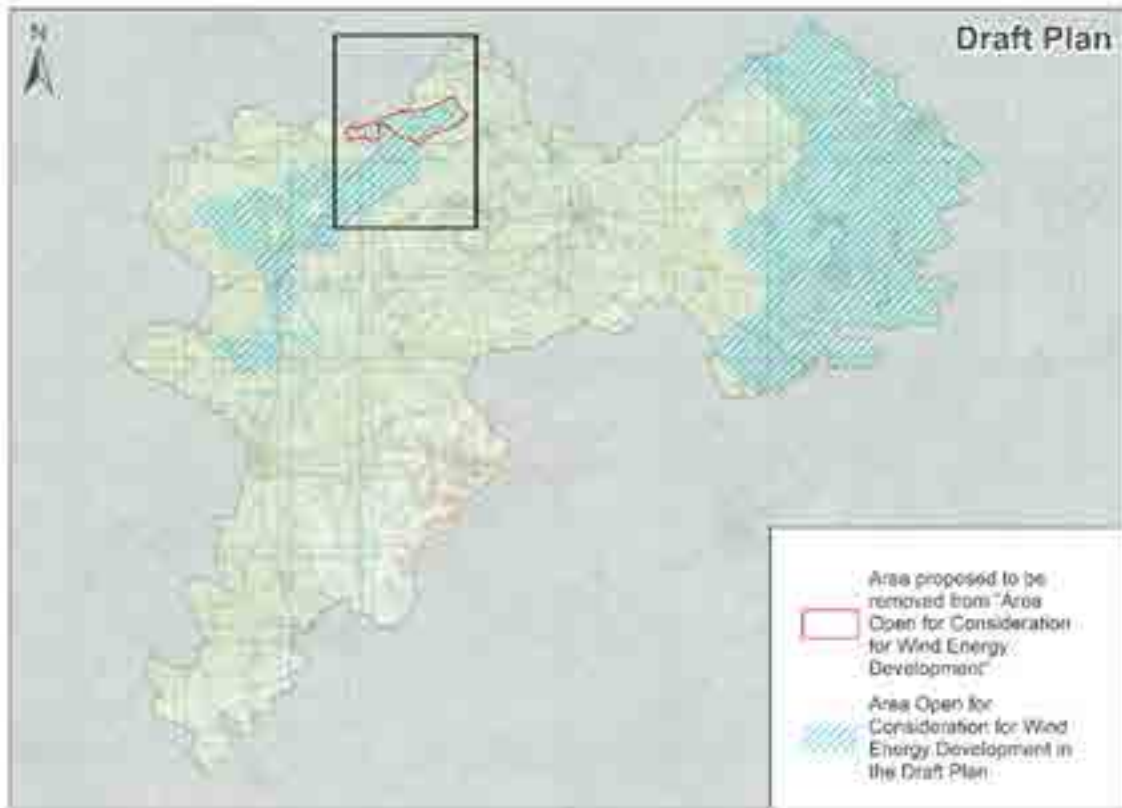 N
Draft Plan
Area proposed to be
removed from "Area
Open for Consideration
for Wind Energy
Development"
Area Open for
Consideration for Wind
Energy Development in
the Draft Plan